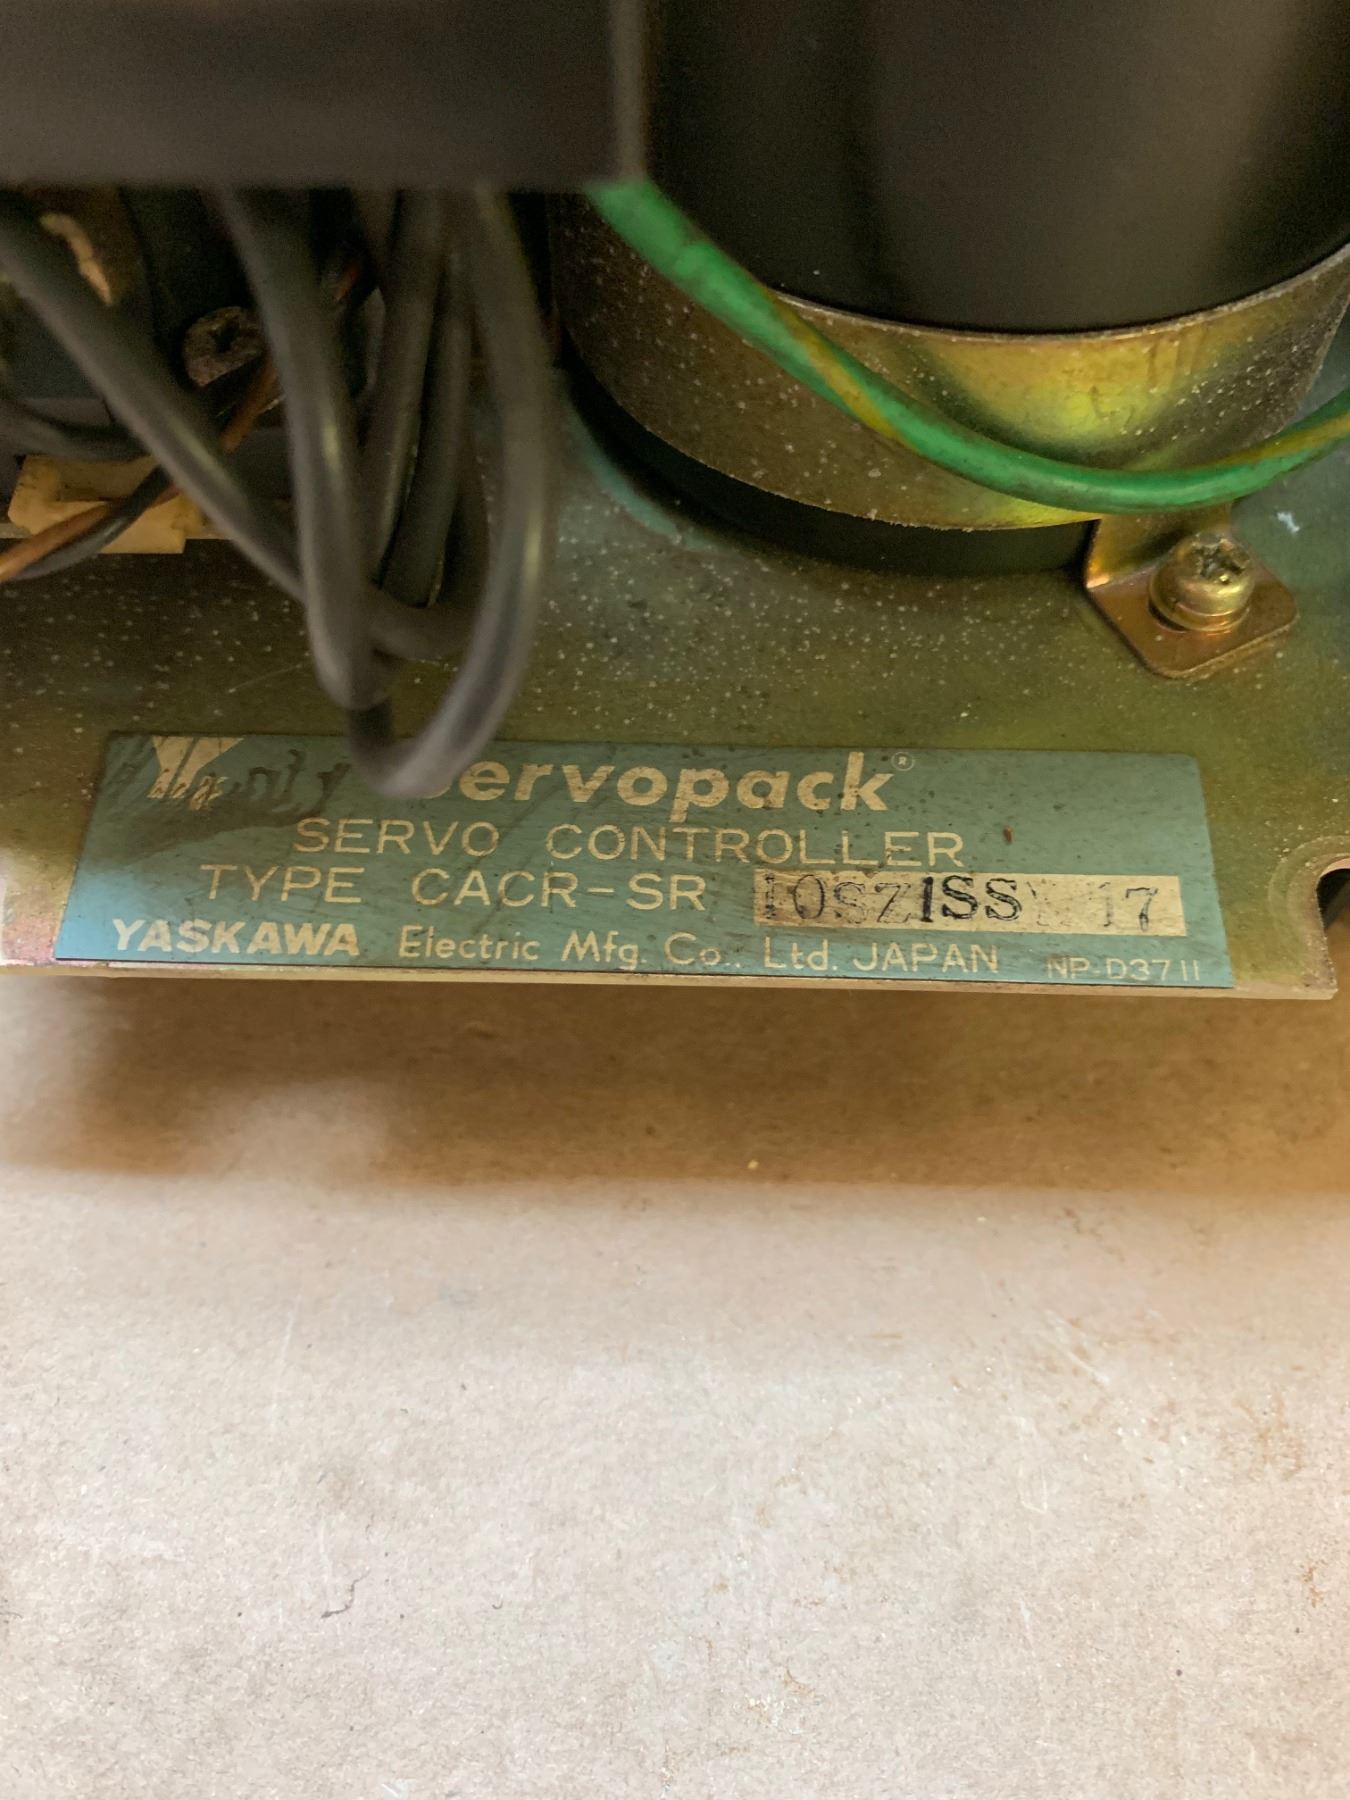 Servopack®
SERVO CONTROLLER
TYPE CACR-SR 10SZ1SS 17
YASKAWA Electric Mfg. Co., Ltd. JAPAN NP-D3711